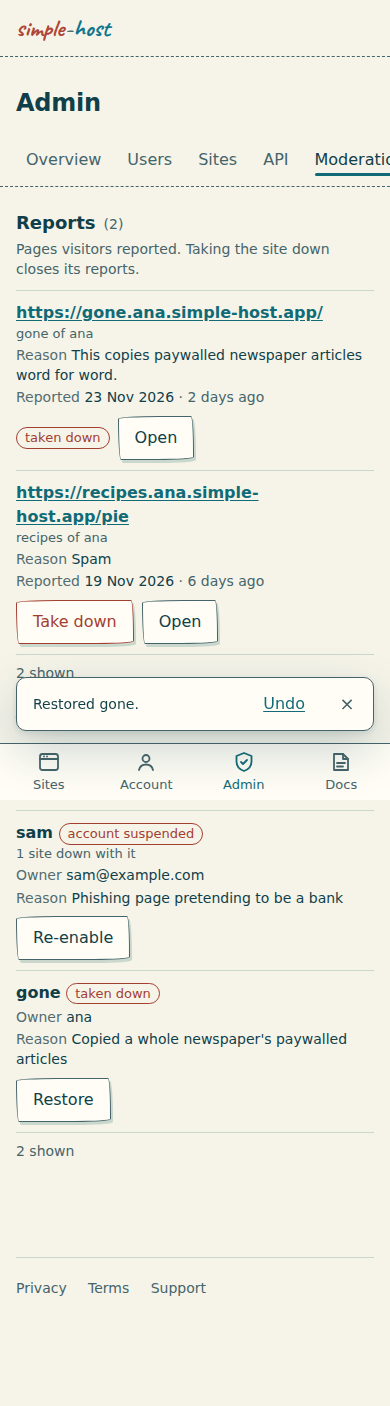 simple-host
Admin
Overview Users Sites API Moderatio
Reports (2)
Pages visitors reported. Taking the site down
closes its reports.
https://gone.ana.simple-host.app/
gone of ana
Reason This copies paywalled newspaper articles
word for word.
Reported 23 Nov 2026 · 2 days ago
taken down Open
https://recipes.ana.simple-
host.app/pie
recipes of ana
Reason Spam
Reported 19 Nov 2026 · 6 days ago
Take down Open
2 shown
Restored gone. Undo ×
Sites Account Admin Docs
sam account suspended
1 site down with it
Owner sam@example.com
Reason Phishing page pretending to be a bank
Re-enable
gone taken down
Owner ana
Reason Copied a whole newspaper's paywalled
articles
Restore
2 shown
Privacy Terms Support